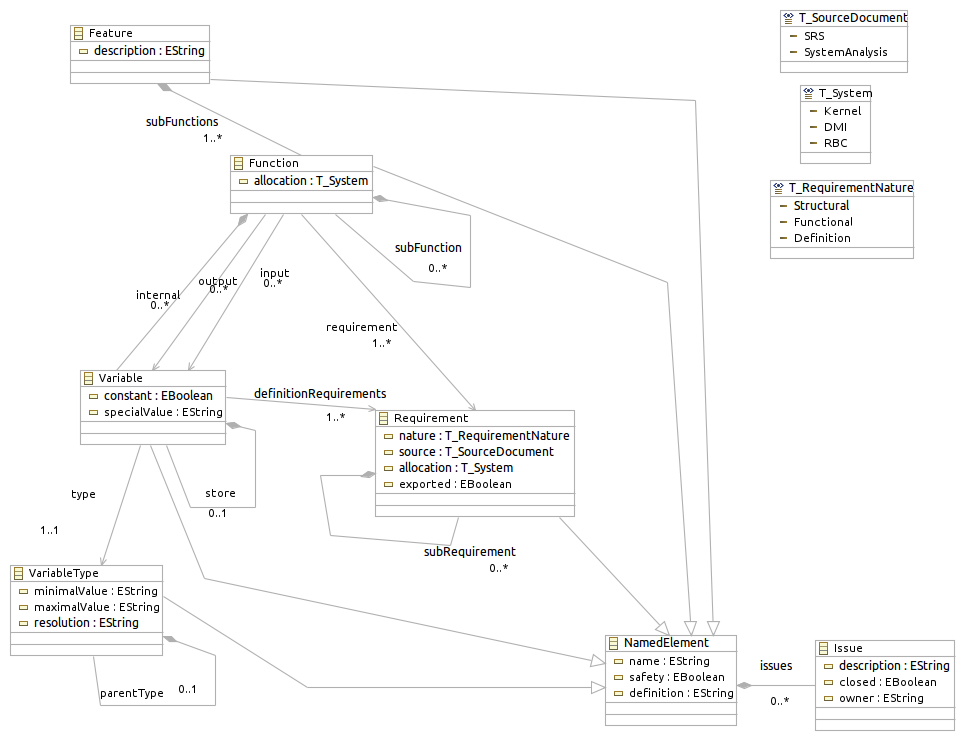 Feature
description : EString
subFunctions
1..*
Function
allocation : T_System
subFunction
0..*
internal
0..*
output
0..*
input
0..*
requirement
1..*
Variable
constant : EBoolean
specialValue : EString
definitionRequirements
1..*
store
0..1
type
1..1
Requirement
nature : T_RequirementNature
source : T_SourceDocument
allocation : T_System
exported : EBoolean
subRequirement
0..*
VariableType
minimalValue : EString
maximalValue : EString
resolution : EString
parentType
0..1
NamedElement
name : EString
safety : EBoolean
definition : EString
issues
0..*
Issue
description : EString
closed : EBoolean
owner : EString
T_SourceDocument
SRS
SystemAnalysis
T_System
Kernel
DMI
RBC
T_RequirementNature
Structural
Functional
Definition